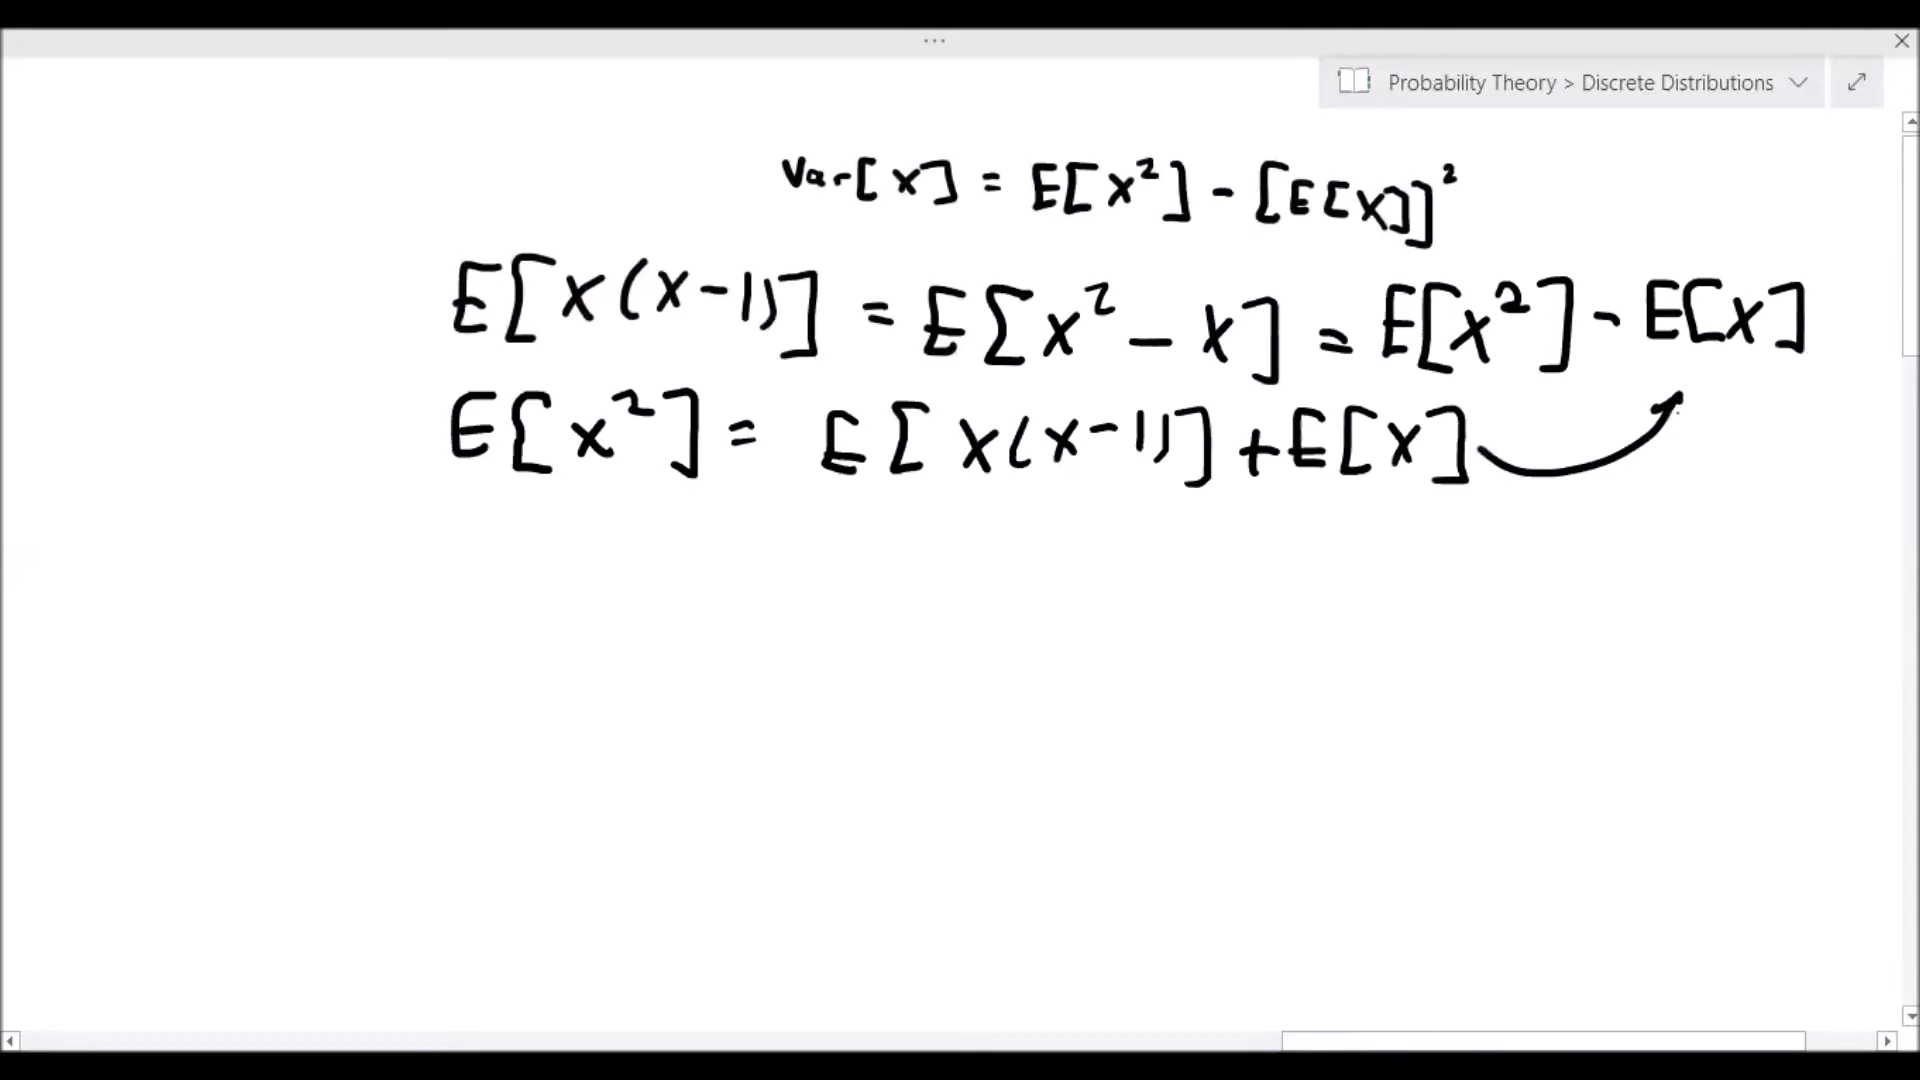 ...
Probability Theory > Discrete Distributions
Var[X] = E[X²] - [E[X]]²
E[X(X-1)] = E[X² - X] = E[X²] - E[X]
E[X²] = E[X(X-1)] + E[X]